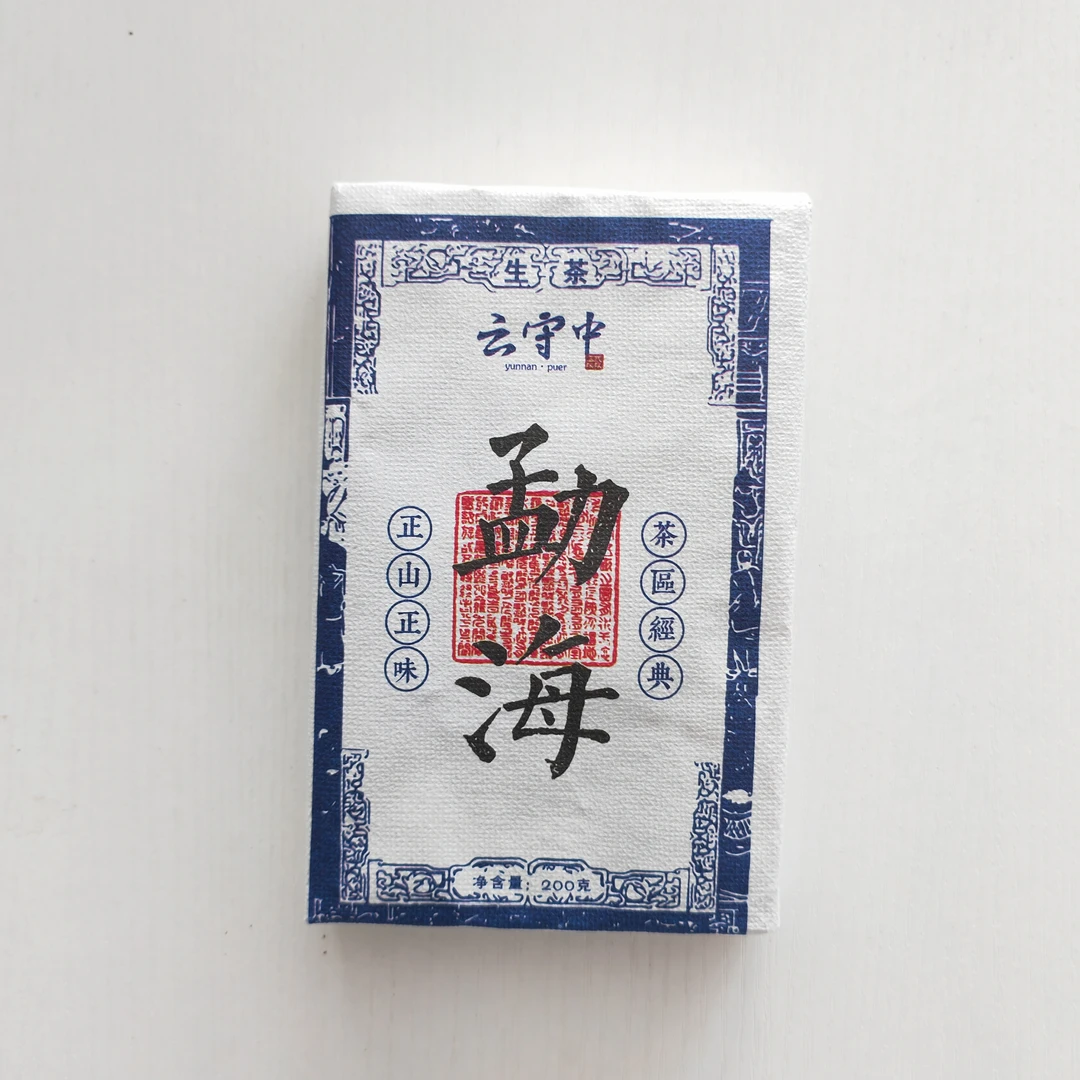 生茶
云守中
yunnan · puer
勐海
正山正味
茶區經典
净含量：200克